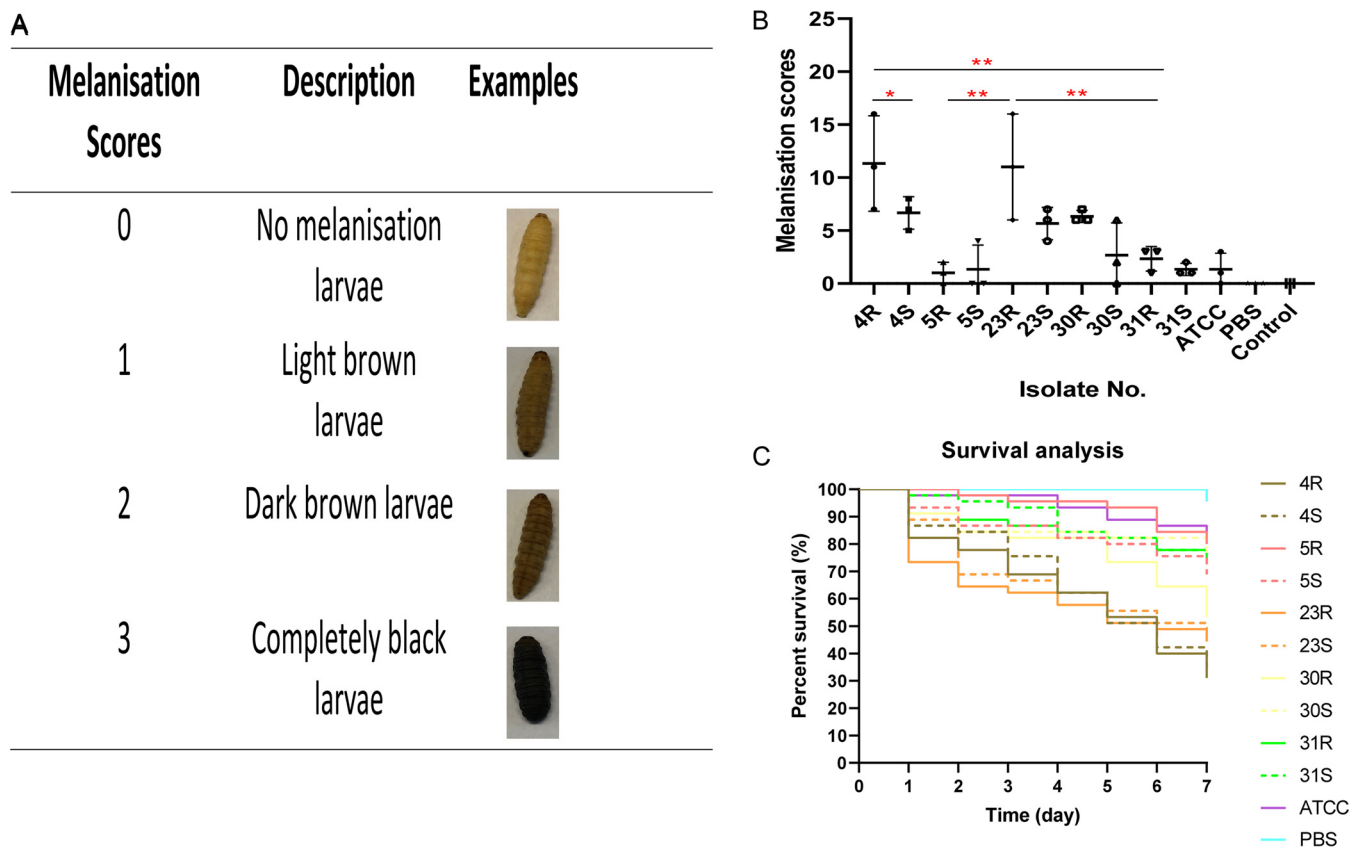 A
Melanisation Scores Description Examples
0 No melanisation larvae
1 Light brown larvae
2 Dark brown larvae
3 Completely black larvae
B
Melanisation scores
25
20
15
10
5
0
**
* ** **
4R 4S 5R 5S 23R 23S 30R 30S 31R 31S ATCC PBS Control
Isolate No.
C
Survival analysis
Percent survival (%)
100
90
80
70
60
50
40
30
20
10
0
0 1 2 3 4 5 6 7
Time (day)
4R
4S
5R
5S
23R
23S
30R
30S
31R
31S
ATCC
PBS